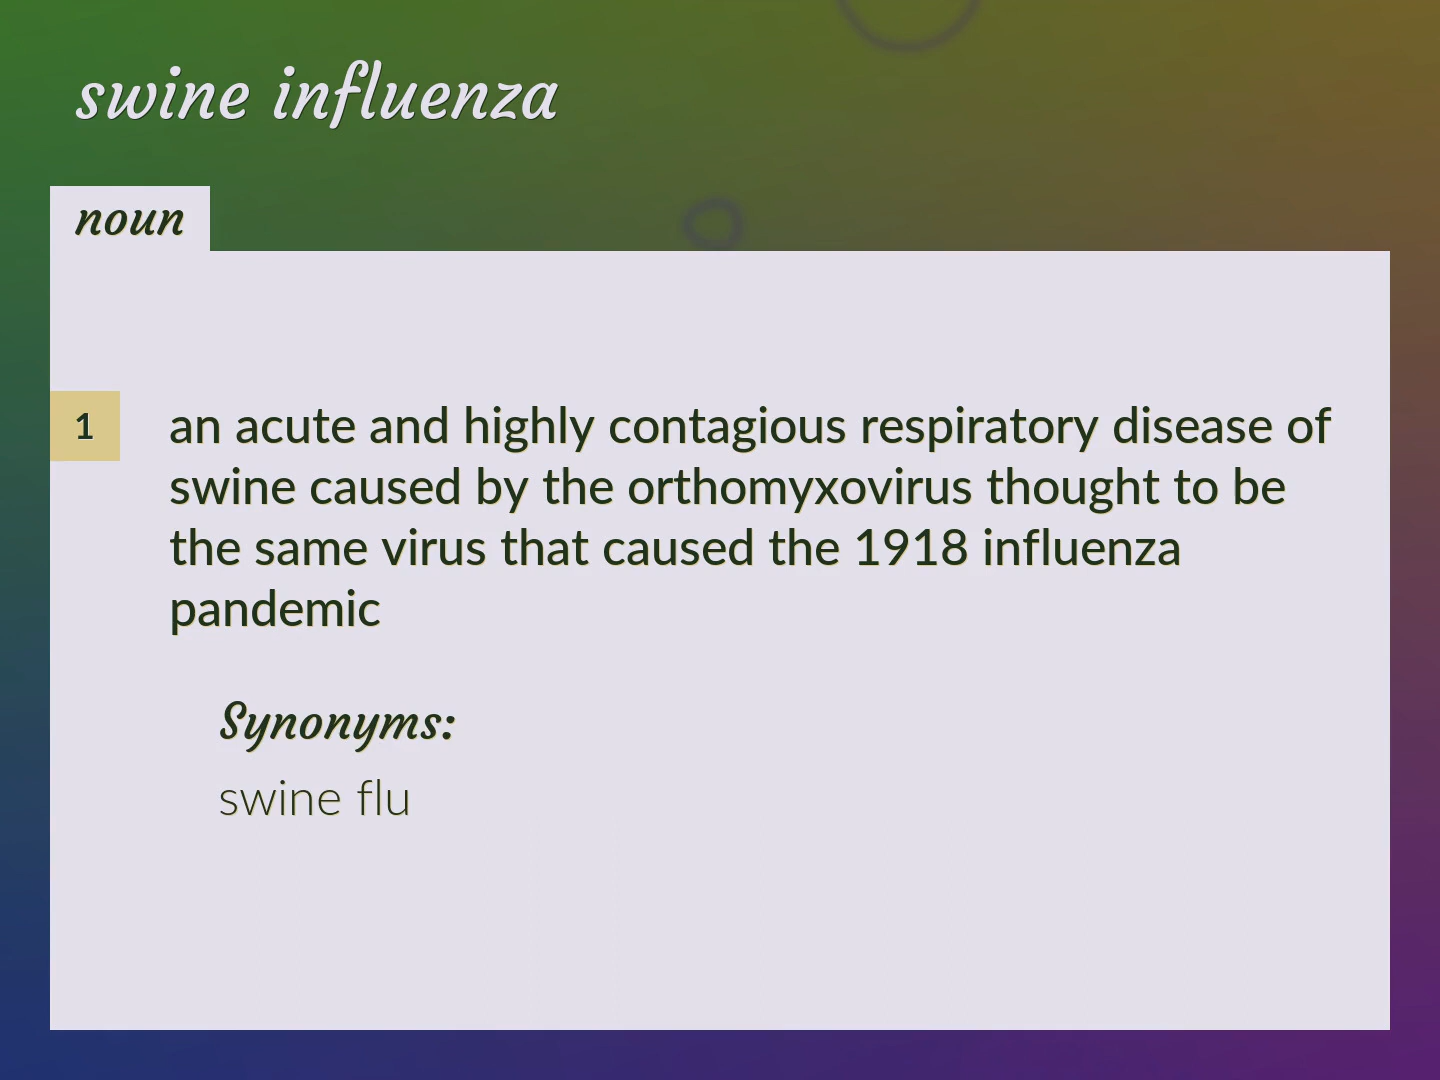 swine influenza
noun
1
an acute and highly contagious respiratory disease of
swine caused by the orthomyxovirus thought to be
the same virus that caused the 1918 influenza
pandemic
Synonyms:
swine flu